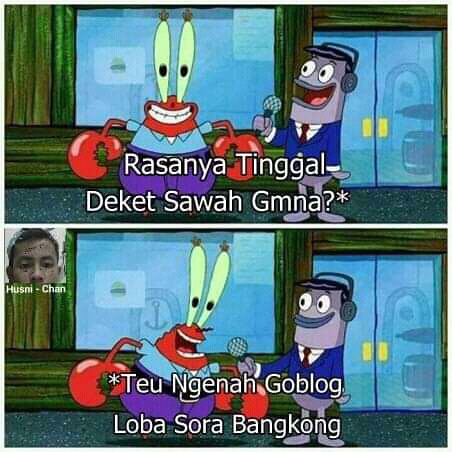 Rasanya Tinggal
Deket Sawah Gmna?*
Husni - Chan
*Teu Ngenah Goblog
Loba Sora Bangkong